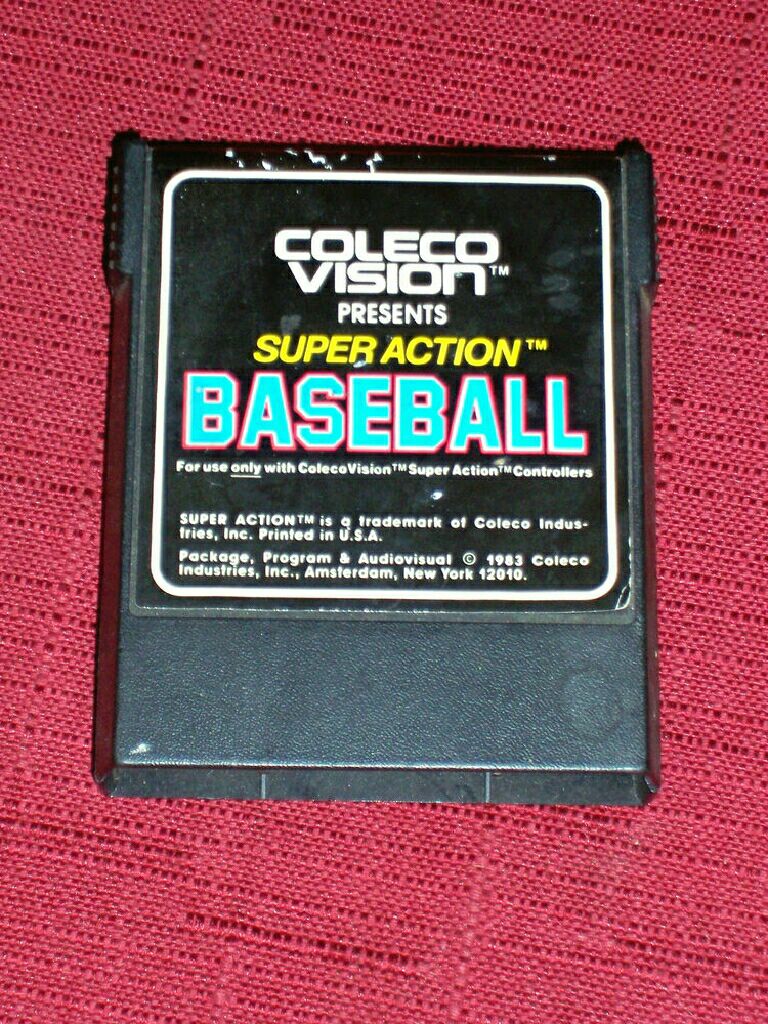 COLECO
VISION™
PRESENTS
SUPER ACTION™
BASEBALL
For use only with ColecoVision™ Super Action™ Controllers
SUPER ACTION™ is a trademark of Coleco Indus-
tries, Inc. Printed in U.S.A.
Package, Program & Audiovisual © 1983 Coleco
Industries, Inc., Amsterdam, New York 12010.